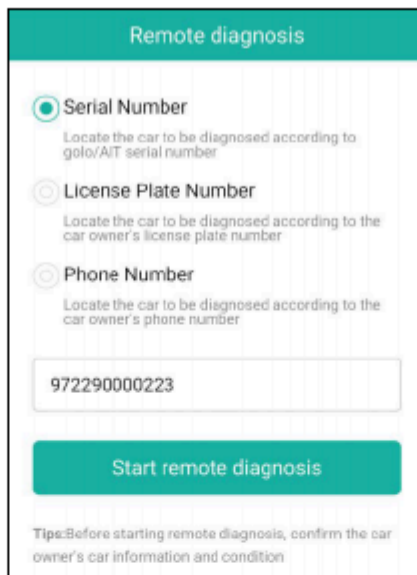 Remote diagnosis
Serial Number
Locate the car to be diagnosed according to
golo/AIT serial number
License Plate Number
Locate the car to be diagnosed according to the
car owner's license plate number
Phone Number
Locate the car to be diagnosed according to the
car owner's phone number
972290000223
Start remote diagnosis
Tips:Before starting remote diagnosis, confirm the car
owner's car information and condition